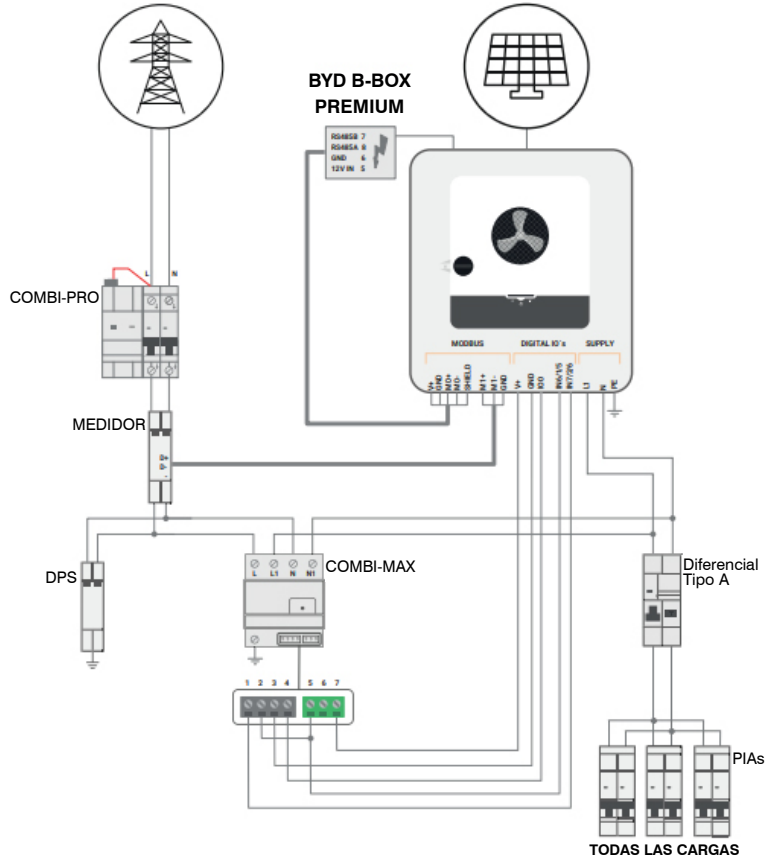 BYD B-BOX
PREMIUM
RS485B 7
RS485A 8
GND 6
12V IN 5
L N
COMBI-PRO
MODBUS DIGITAL IO´s SUPPLY
V+ GND MO+ MO- SHIELD M1+ M1- GND V+ GND IO0 IN6/1/5 IN7/2/6 L1 N PE
MEDIDOR
D+
D-
DPS
L L1 N N1
COMBI-MAX
Diferencial
Tipo A
1 2 3 4 5 6 7
PIAs
TODAS LAS CARGAS